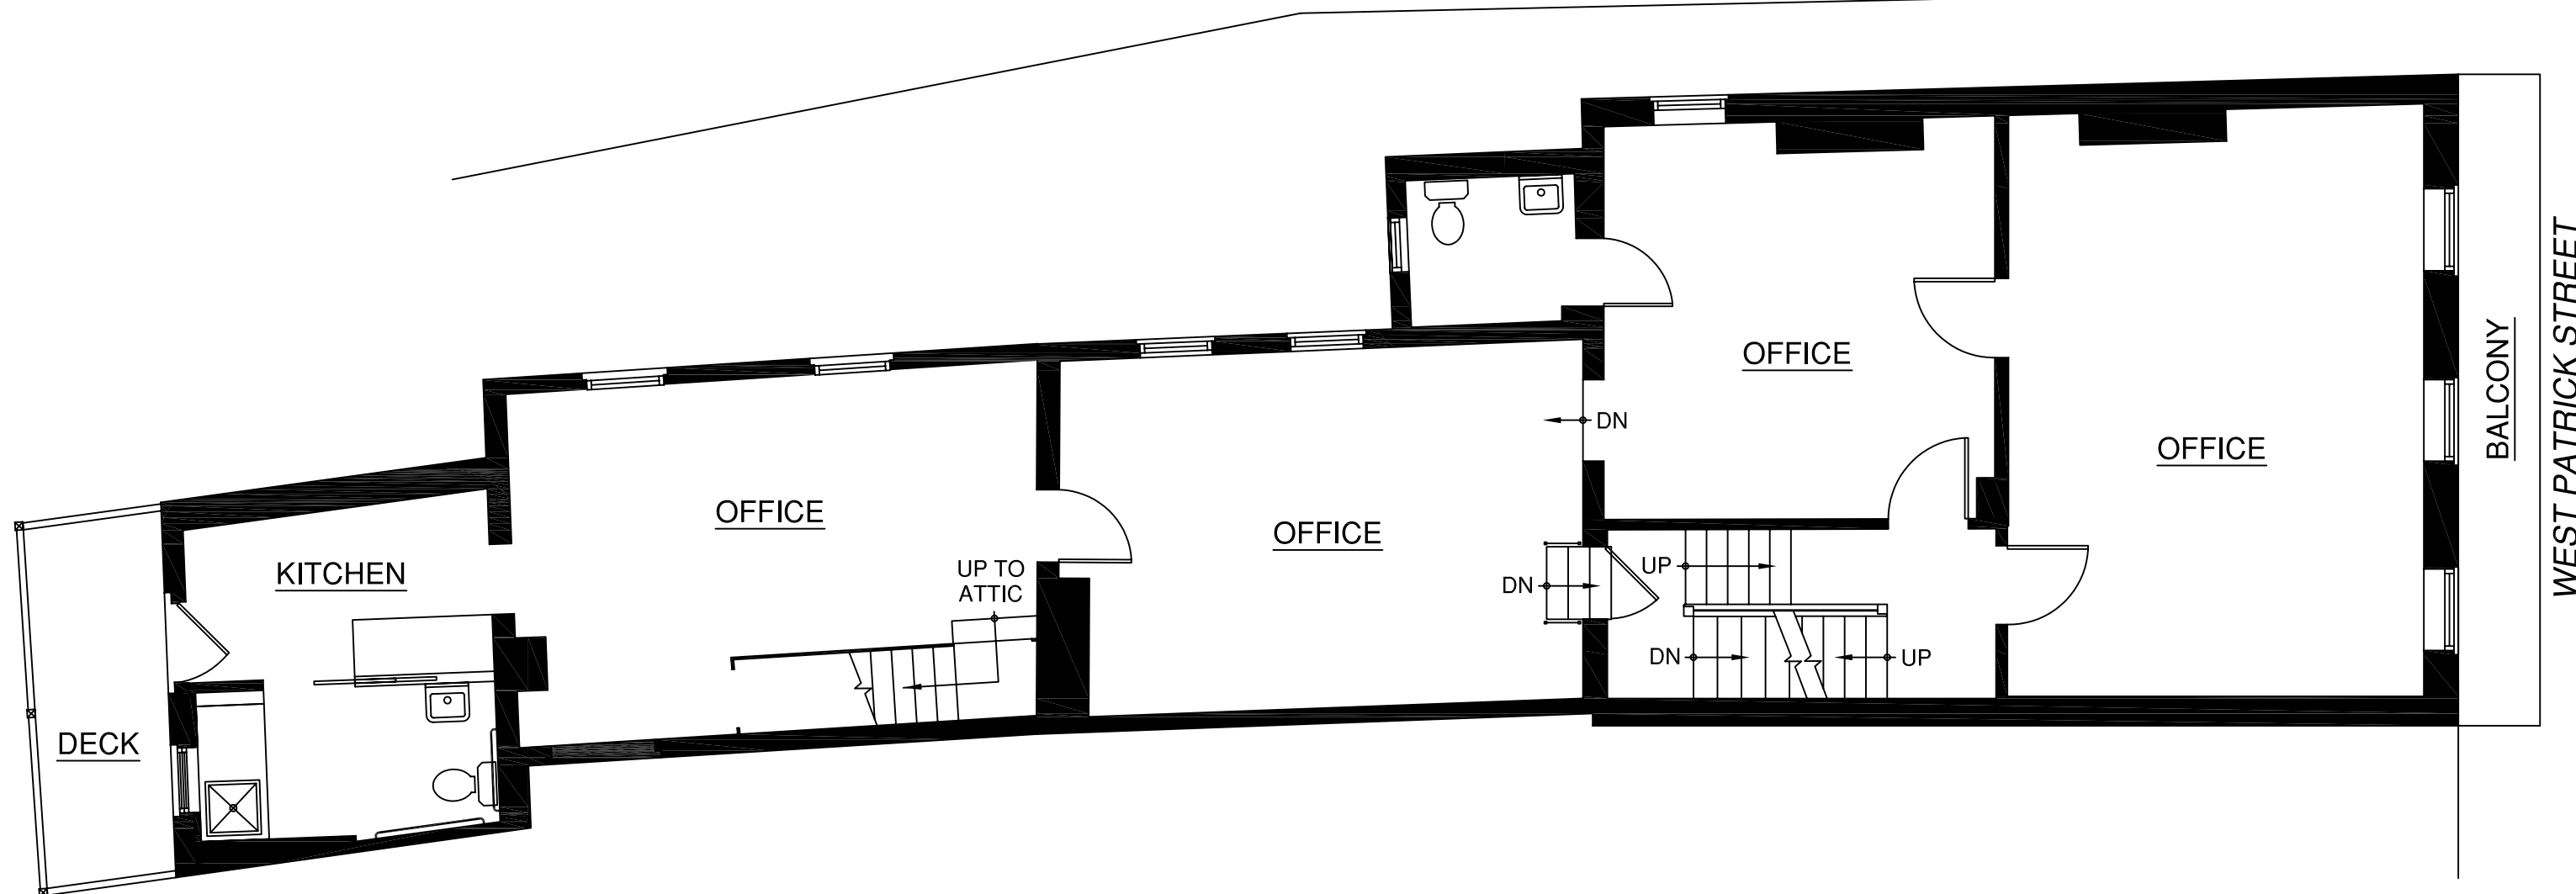 DECK
KITCHEN
OFFICE
UP TO
ATTIC
OFFICE
DN
DN
OFFICE
UP
DN
UP
OFFICE
BALCONY
WEST PATRICK STREET